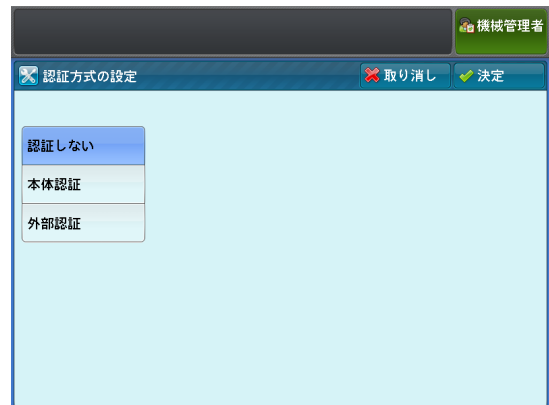 機械管理者
認証方式の設定
取り消し
決定
認証しない
本体認証
外部認証